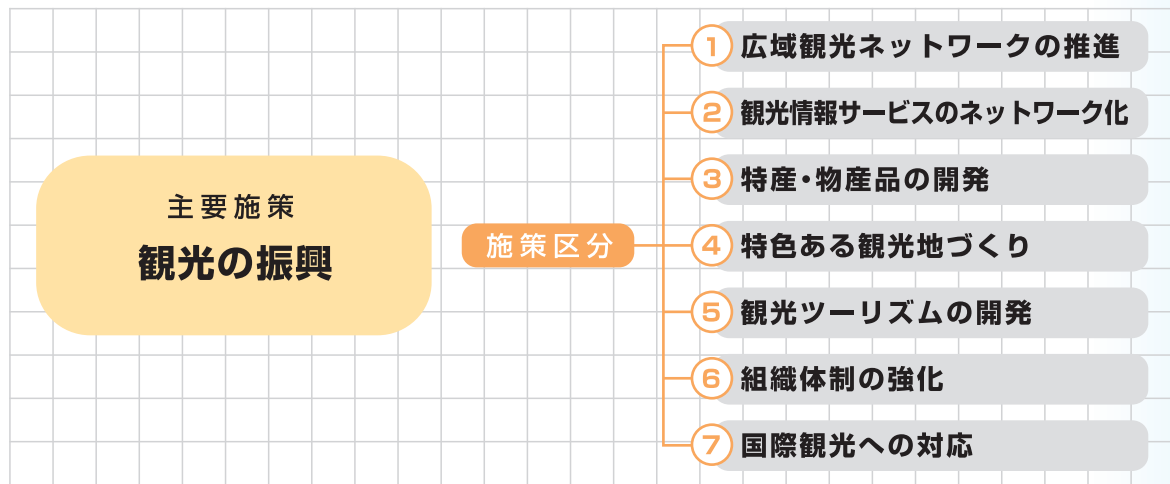 主要施策
観光の振興
施策区分
1 広域観光ネットワークの推進
2 観光情報サービスのネットワーク化
3 特産・物産品の開発
4 特色ある観光地づくり
5 観光ツーリズムの開発
6 組織体制の強化
7 国際観光への対応